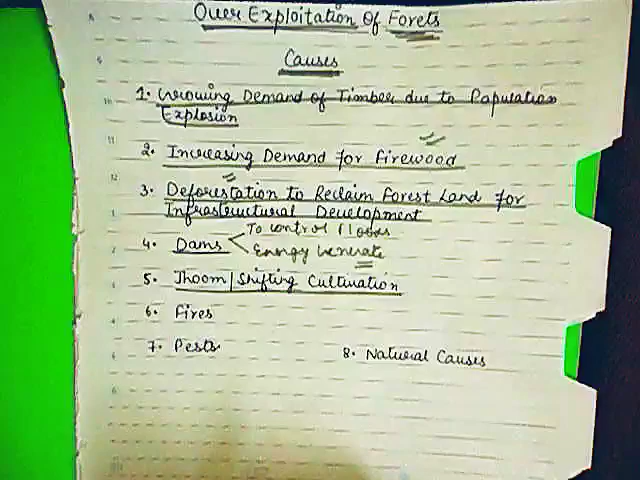 Over Exploitation of Forets
Causes
1. Growing Demand of Timber due to Population
Explosion
2. Increasing Demand for firewood
3. Deforestation to Reclaim Forest Land for
Infrastructural Development
4. Dams < To control floods
Energy Generate
5. Jhoom/Shifting Cultivation
6. Fires
7. Pests
8. Natural Causes